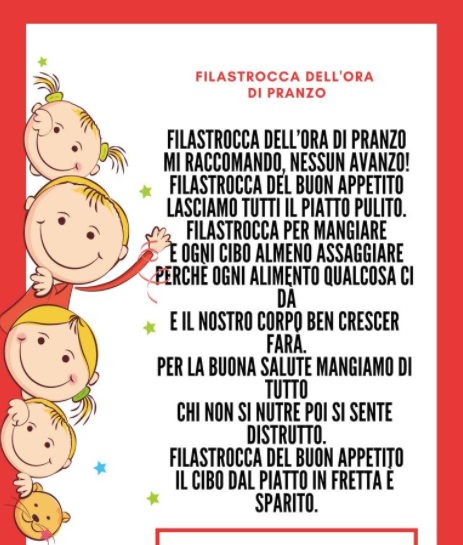 FILASTROCCA DELL'ORA
DI PRANZO
FILASTROCCA DELL'ORA DI PRANZO
MI RACCOMANDO, NESSUN AVANZO!
FILASTROCCA DEL BUON APPETITO
LASCIAMO TUTTI IL PIATTO PULITO.
FILASTROCCA PER MANGIARE
E OGNI CIBO ALMENO ASSAGGIARE
PERCHÈ OGNI ALIMENTO QUALCOSA CI
DÀ
E IL NOSTRO CORPO BEN CRESCER
FARÀ.
PER LA BUONA SALUTE MANGIAMO DI
TUTTO
CHI NON SI NUTRE POI SI SENTE
DISTRUTTO.
FILASTROCCA DEL BUON APPETITO
IL CIBO DAL PIATTO IN FRETTA È
SPARITO.